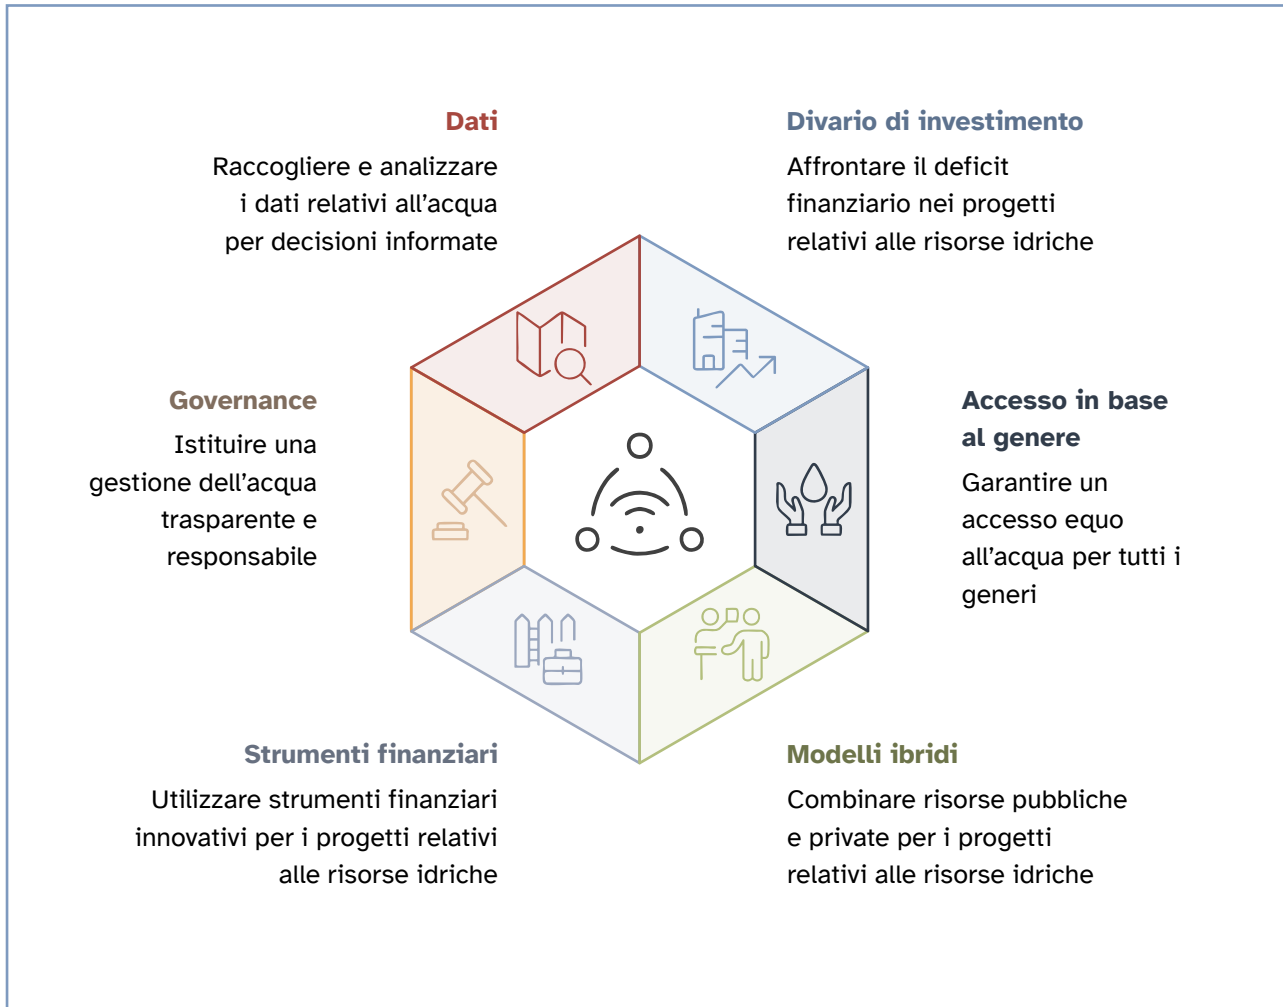 Dati
Raccogliere e analizzare
i dati relativi all’acqua
per decisioni informate
Divario di investimento
Affrontare il deficit
finanziario nei progetti
relativi alle risorse idriche
Governance
Istituire una
gestione dell’acqua
trasparente e
responsabile
Accesso in base
al genere
Garantire un
accesso equo
all’acqua per tutti i
generi
Strumenti finanziari
Utilizzare strumenti finanziari
innovativi per i progetti relativi
alle risorse idriche
Modelli ibridi
Combinare risorse pubbliche
e private per i progetti
relativi alle risorse idriche